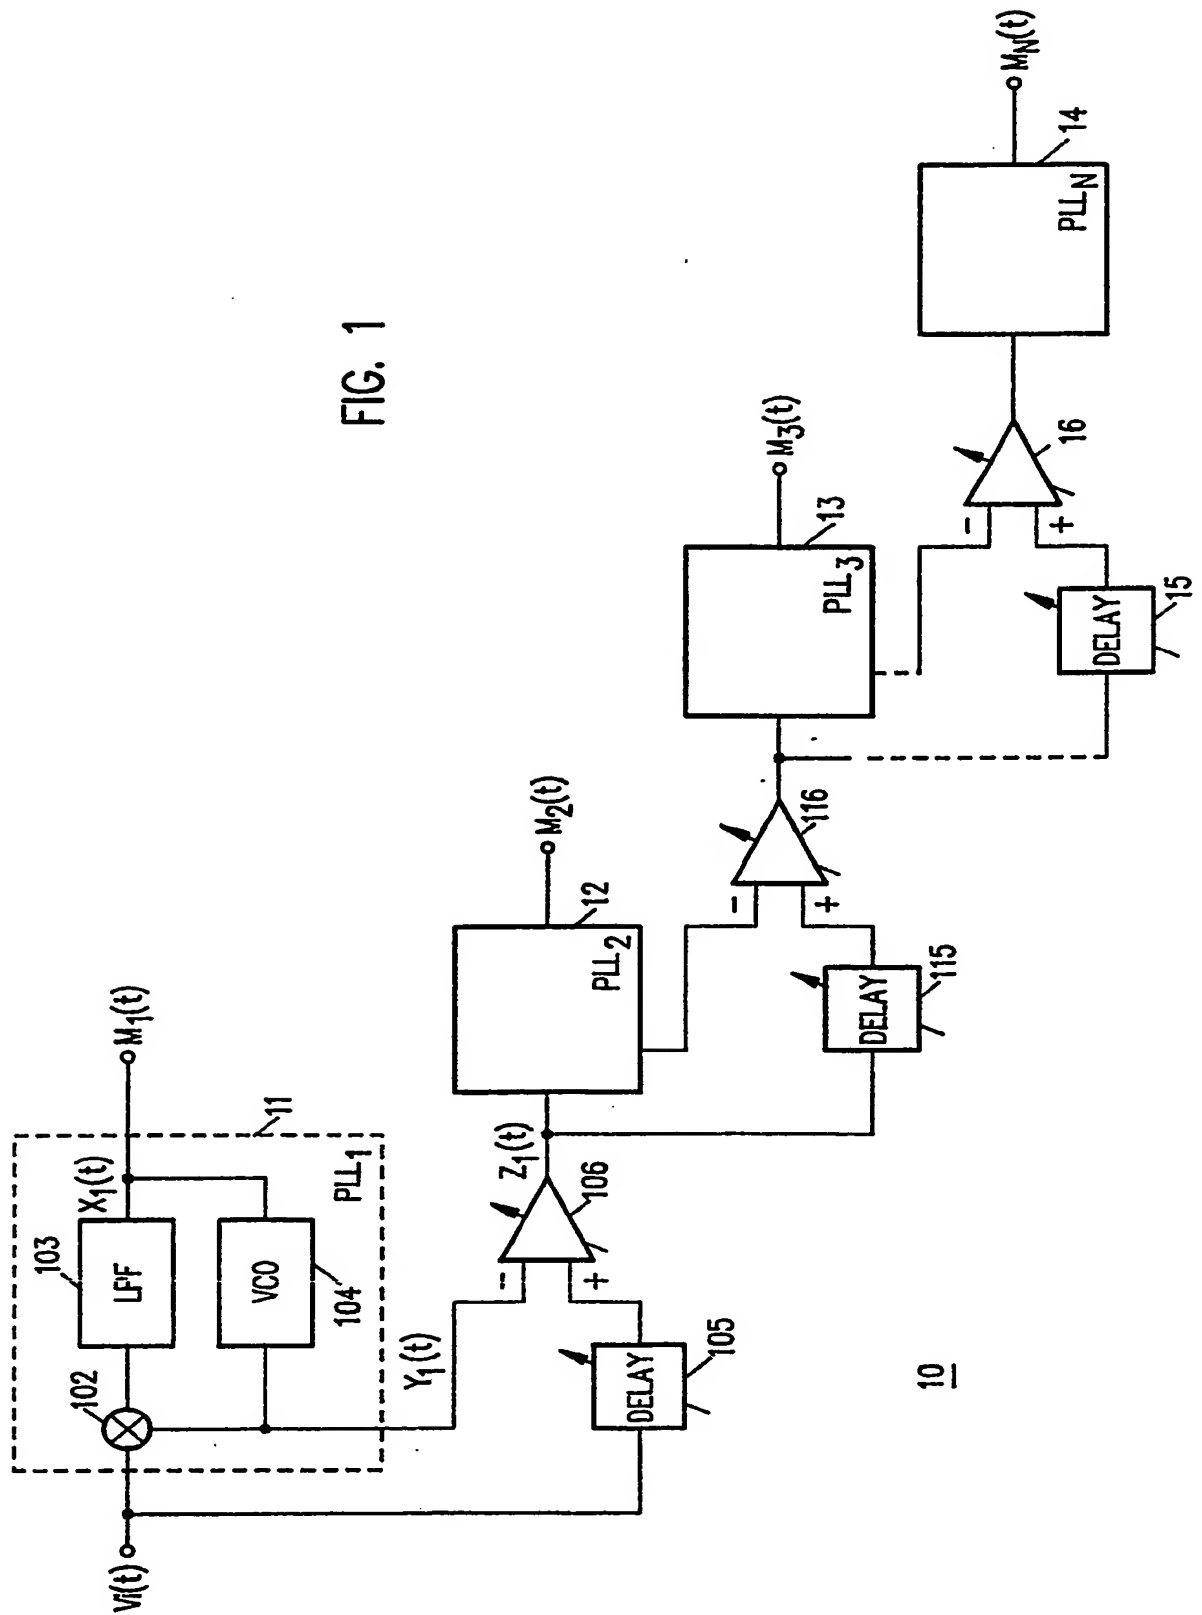 FIG. 1
Vi(t)
102
103
LPF
X1(t)
M1(t)
VCO
104
PLL1
11
Y1(t)
DELAY
105
-
+
106
Z1(t)
PLL2
12
M2(t)
DELAY
115
-
+
116
PLL3
13
M3(t)
DELAY
15
-
+
16
PLLN
14
MN(t)
10